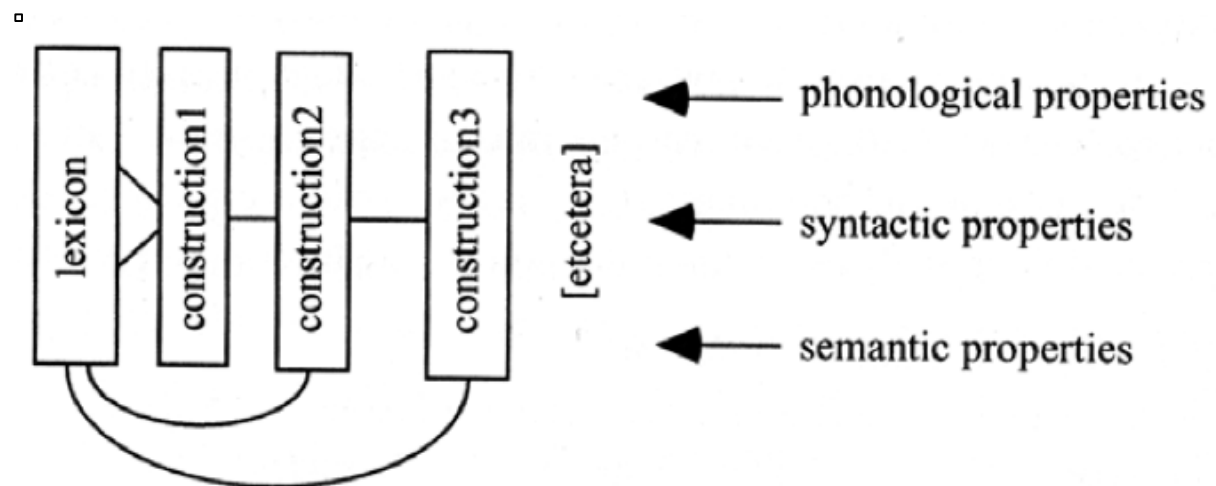 lexicon
construction1
construction2
construction3
[etcetera]
phonological properties
syntactic properties
semantic properties